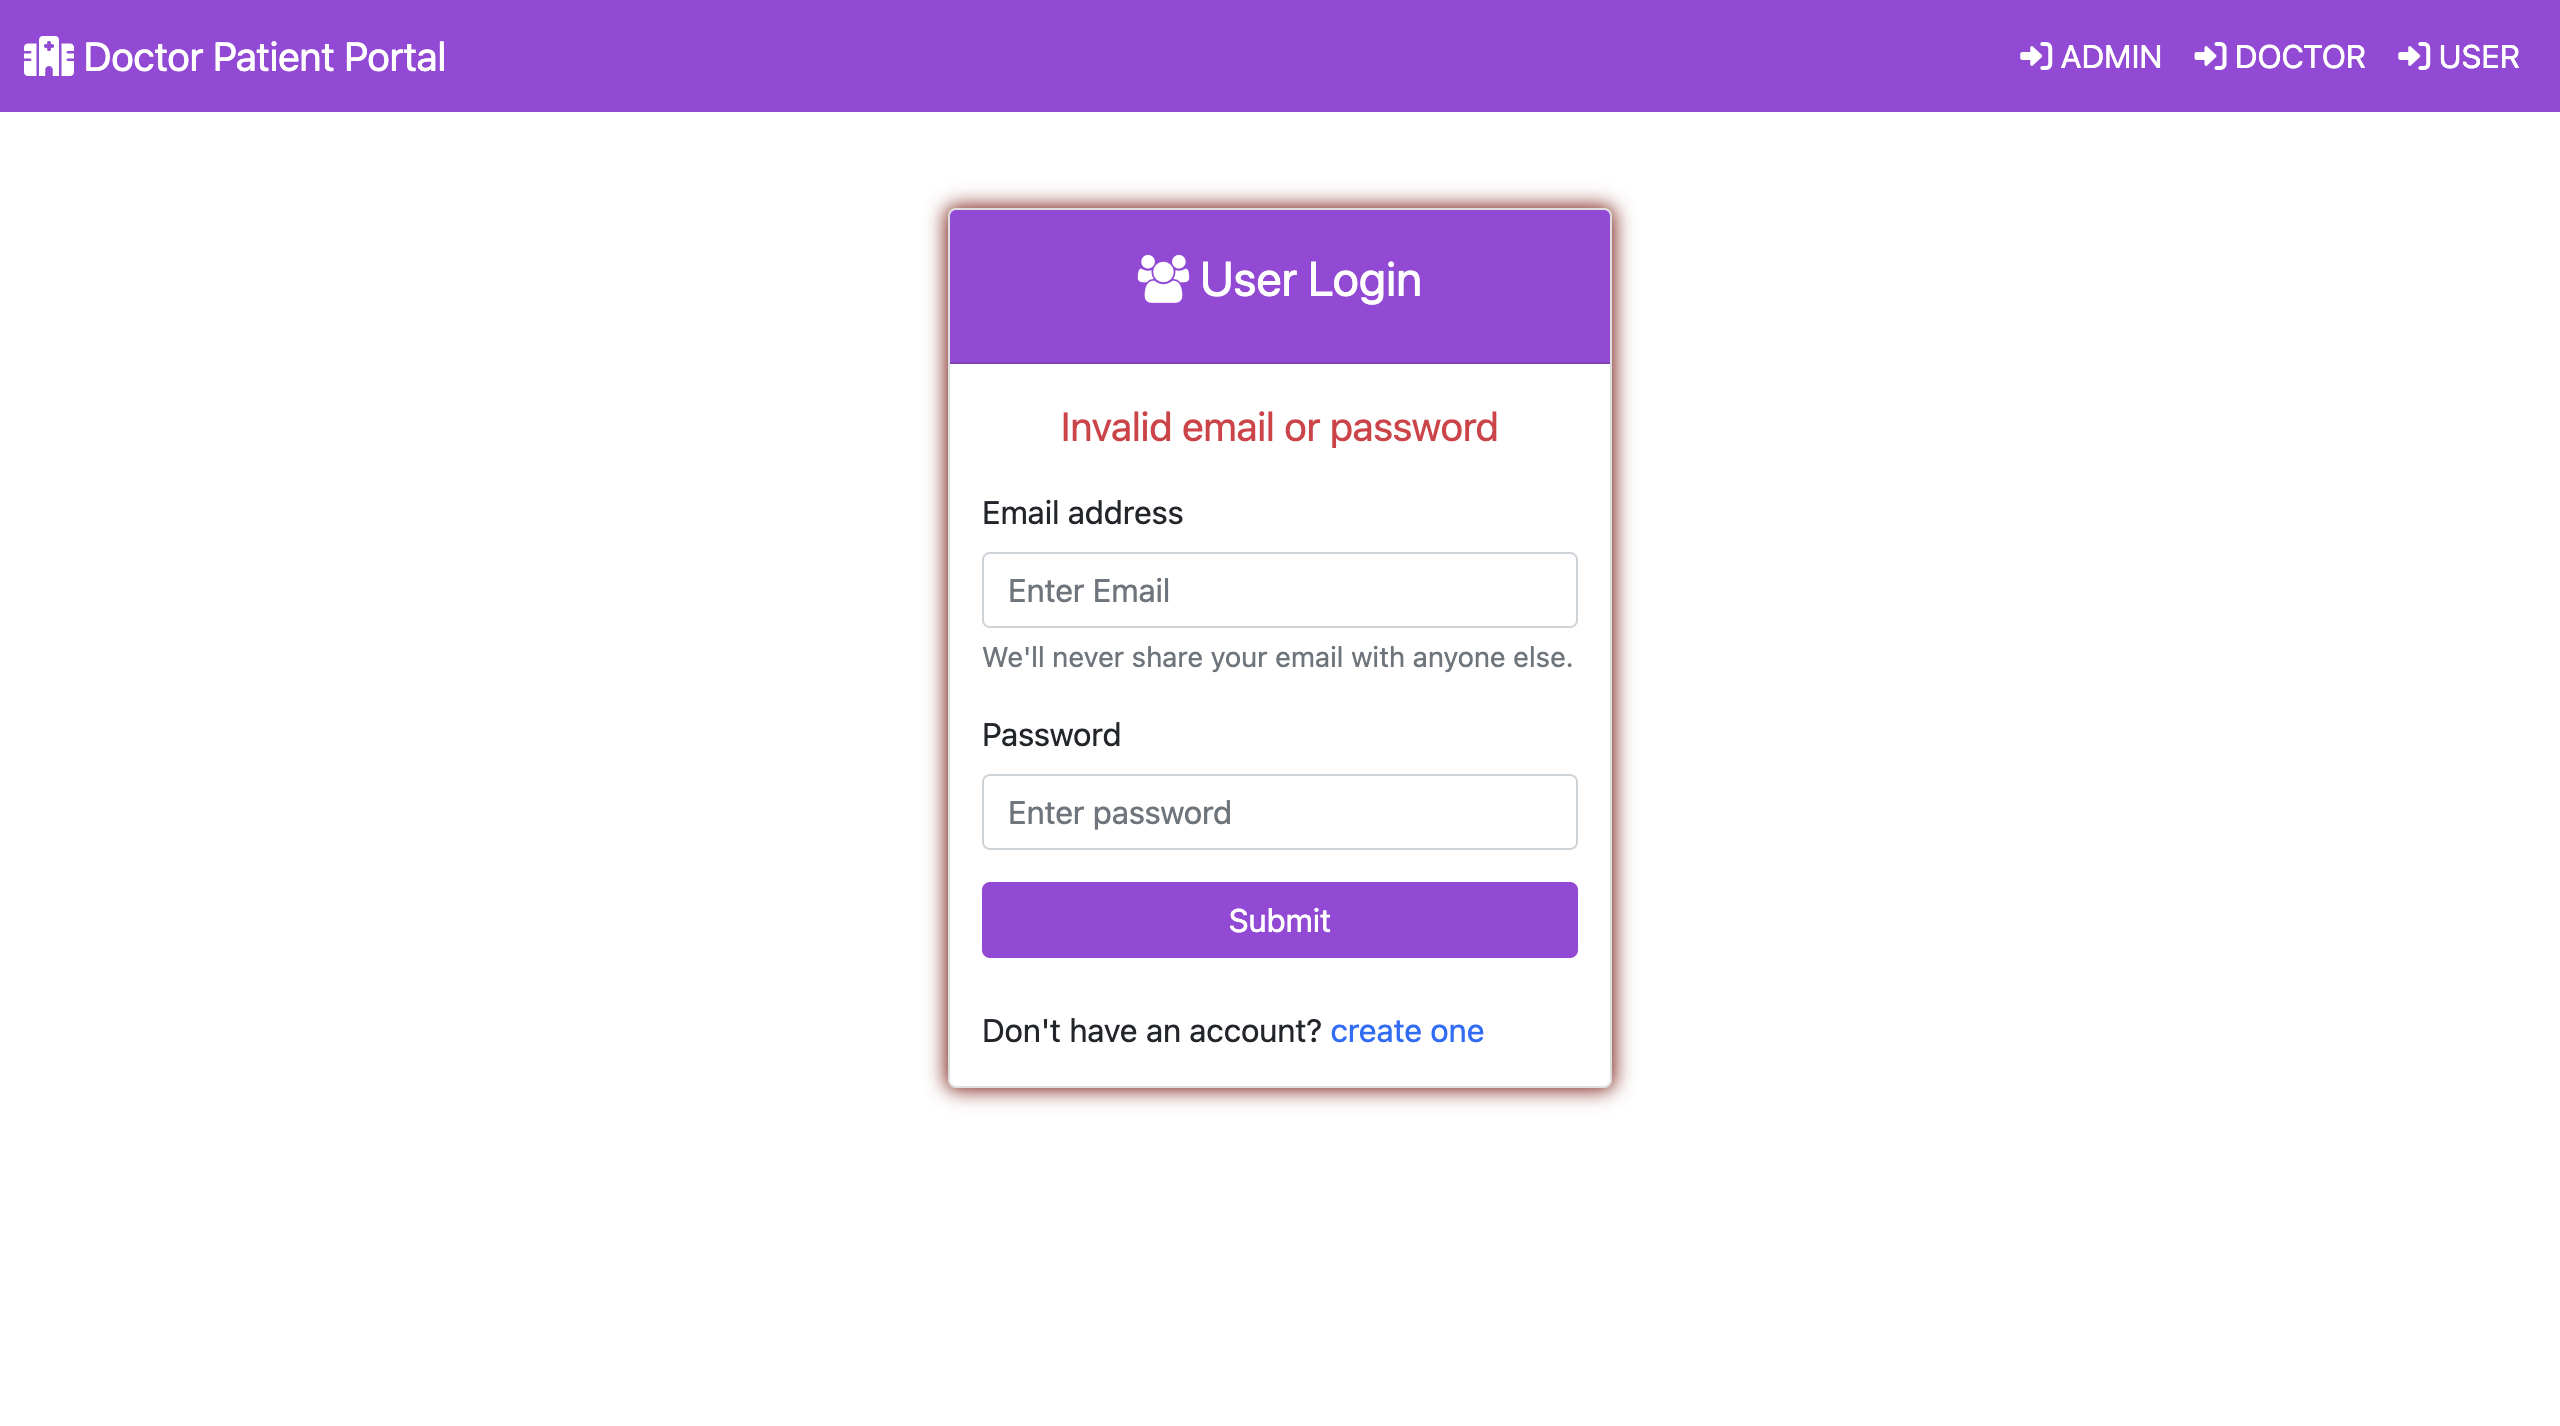 Doctor Patient Portal
ADMIN DOCTOR USER
User Login
Invalid email or password
Email address
Enter Email
We'll never share your email with anyone else.
Password
Enter password
Submit
Don't have an account? create one